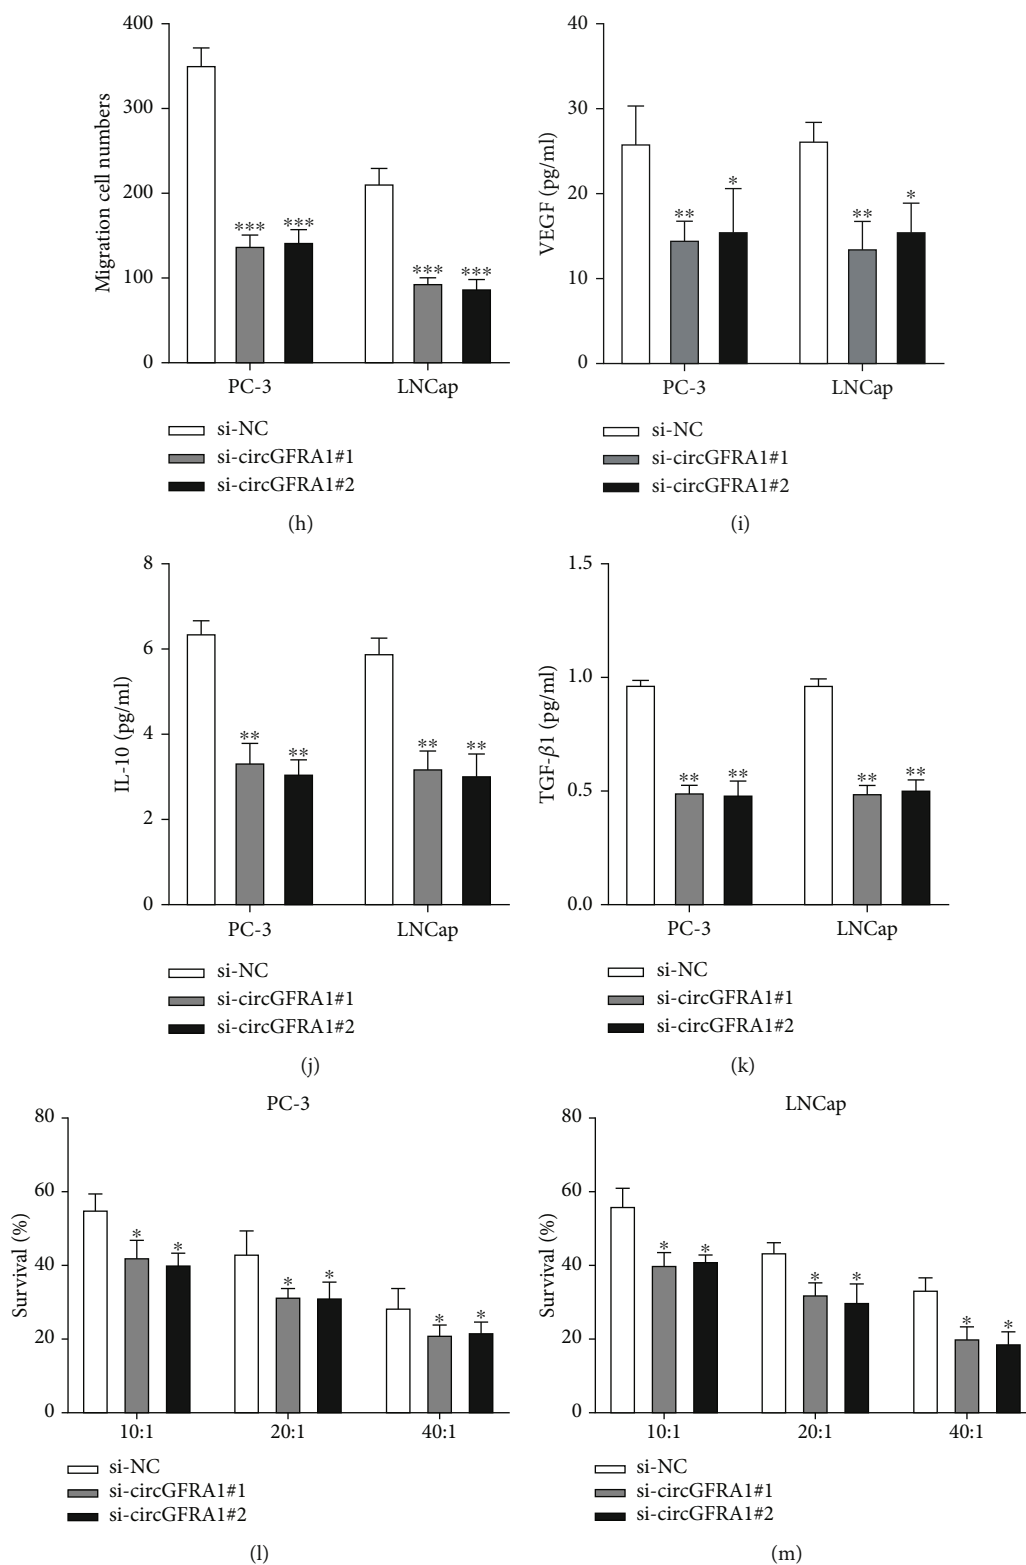 400
300
200
100
0
Migration cell numbers
***
***
***
***
PC-3
LNCap
si-NC
si-circGFRA1#1
si-circGFRA1#2
(h)
40
30
20
10
0
VEGF (pg/ml)
**
*
**
*
PC-3
LNCap
si-NC
si-circGFRA1#1
si-circGFRA1#2
(i)
8
6
4
2
0
IL-10 (pg/ml)
**
**
**
**
PC-3
LNCap
si-NC
si-circGFRA1#1
si-circGFRA1#2
(j)
1.5
1.0
0.5
0.0
TGF-β1 (pg/ml)
**
**
**
**
PC-3
LNCap
si-NC
si-circGFRA1#1
si-circGFRA1#2
(k)
PC-3
80
60
40
20
0
Survival (%)
*
*
*
*
*
*
10:1
20:1
40:1
si-NC
si-circGFRA1#1
si-circGFRA1#2
(l)
LNCap
80
60
40
20
0
Survival (%)
*
*
*
*
*
*
10:1
20:1
40:1
si-NC
si-circGFRA1#1
si-circGFRA1#2
(m)